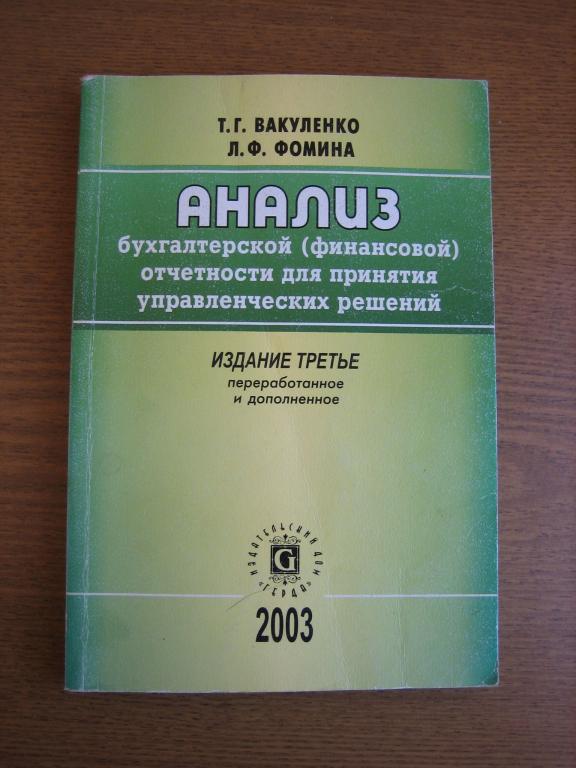 Т.Г. ВАКУЛЕНКО
Л.Ф. ФОМИНА
АНАЛИЗ
бухгалтерской (финансовой)
отчетности для принятия
управленческих решений
ИЗДАНИЕ ТРЕТЬЕ
переработанное
и дополненное
ИЗДАТЕЛЬСКИЙ ДОМ
«ГЕРДА»
G
2003